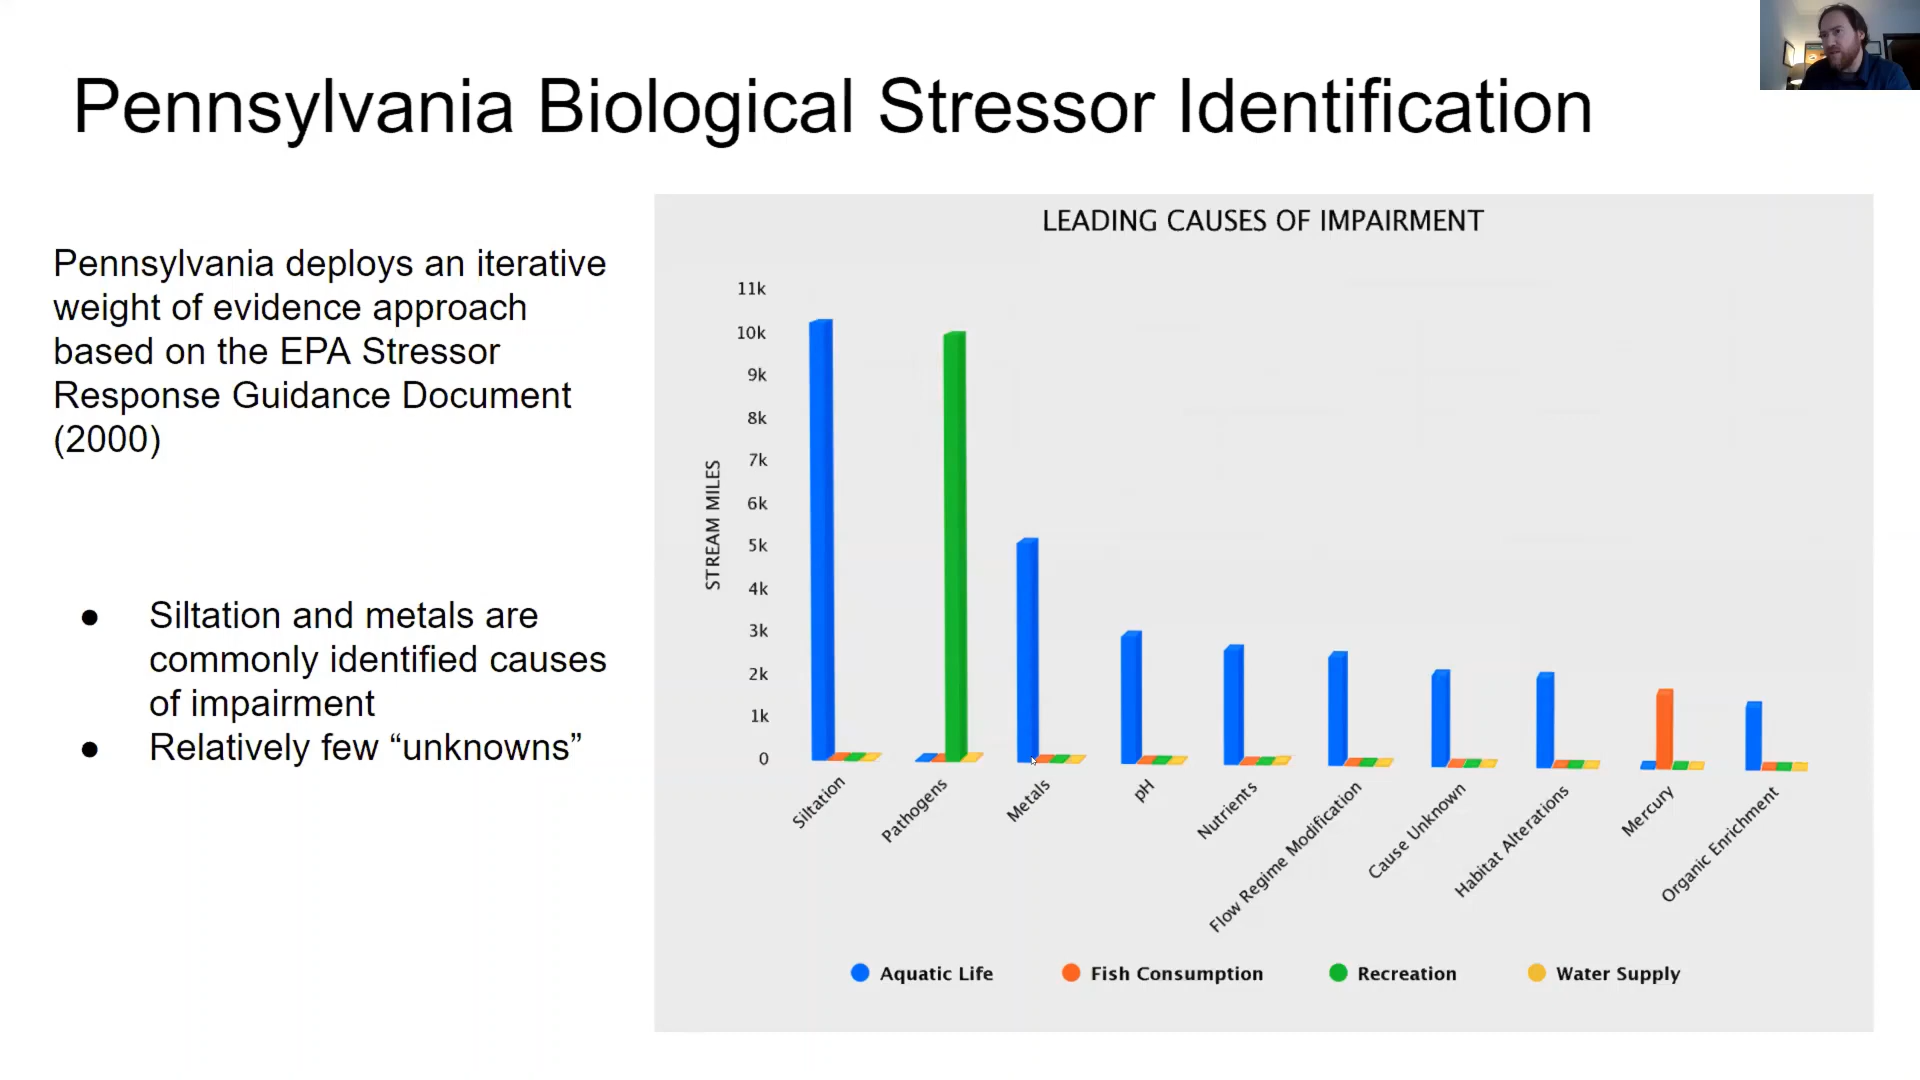 Pennsylvania Biological Stressor Identification
Pennsylvania deploys an iterative
weight of evidence approach
based on the EPA Stressor
Response Guidance Document
(2000)
● Siltation and metals are
commonly identified causes
of impairment
● Relatively few “unknowns”
LEADING CAUSES OF IMPAIRMENT
STREAM MILES
11k
10k
9k
8k
7k
6k
5k
4k
3k
2k
1k
0
Siltation
Pathogens
Metals
pH
Nutrients
Flow Regime Modification
Cause Unknown
Habitat Alterations
Mercury
Organic Enrichment
Aquatic Life
Fish Consumption
Recreation
Water Supply